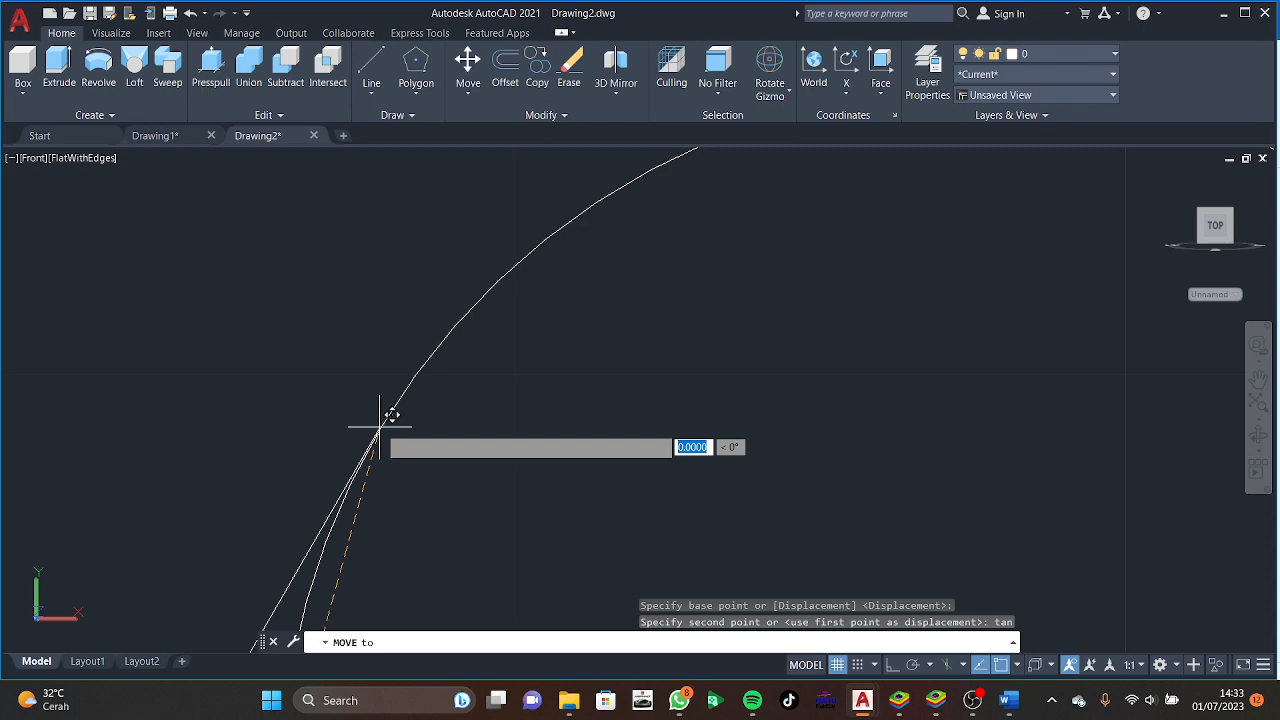 Autodesk AutoCAD 2021 Drawing2.dwg
Type a keyword or phrase
Sign In
Home Visualize Insert View Manage Output Collaborate Express Tools Featured Apps
Box Extrude Revolve Loft Sweep
Presspull Union Subtract Intersect
Line Polygon
Move Offset Copy Erase 3D Mirror
Culling No Filter Rotate Gizmo
World X Face
Layer Properties
0
*Current*
Unsaved View
Create Edit Draw Modify Selection Coordinates Layers & View
Start Drawing1* Drawing2*
[−][Front][FlatWithEdges]
TOP
Unnamed
0.0000 < 0°
Y
X
Specify base point or [Displacement] <Displacement>:
Specify second point or <use first point as displacement>: tan
MOVE to
Model Layout1 Layout2
MODEL 1:1
32°C
Cerah
Search
8
14:33
01/07/2023
12